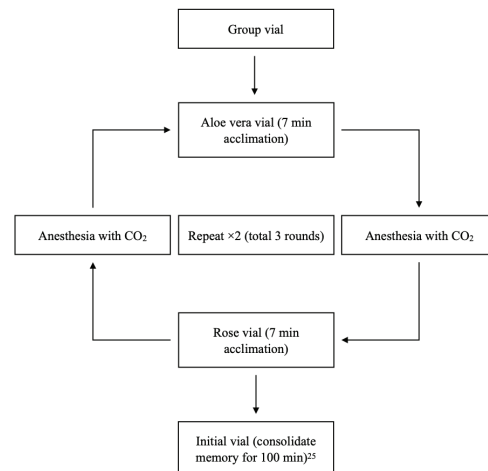 Group vial
Aloe vera vial (7 min
acclimation)
Anesthesia with CO₂
Repeat ×2 (total 3 rounds)
Anesthesia with CO₂
Rose vial (7 min
acclimation)
Initial vial (consolidate
memory for 100 min)²⁵